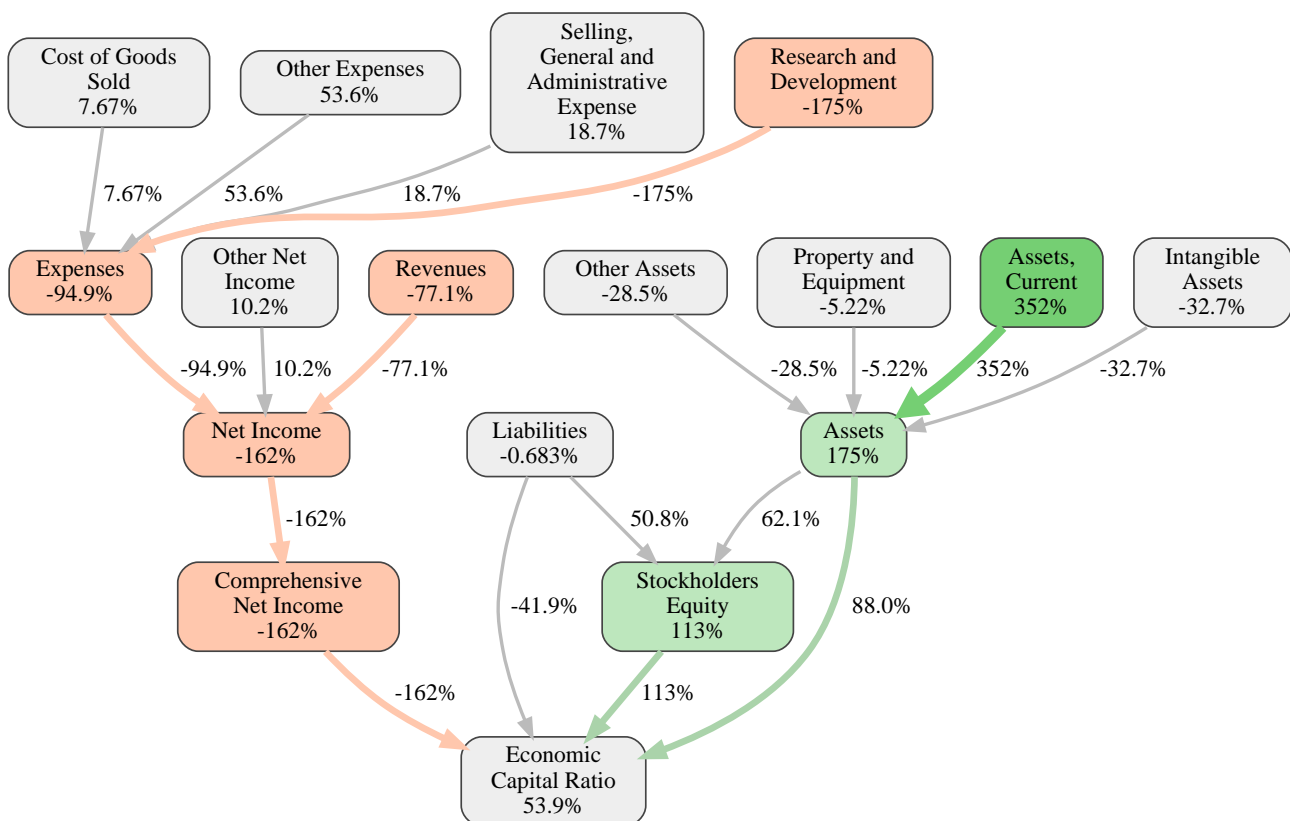 Cost of Goods
Sold
7.67%
Other Expenses
53.6%
Selling,
General and
Administrative
Expense
18.7%
Research and
Development
-175%
7.67%
53.6%
18.7%
-175%
Expenses
-94.9%
Other Net
Income
10.2%
Revenues
-77.1%
Other Assets
-28.5%
Property and
Equipment
-5.22%
Assets,
Current
352%
Intangible
Assets
-32.7%
-94.9%
10.2%
-77.1%
-28.5%
-5.22%
352%
-32.7%
Net Income
-162%
Liabilities
-0.683%
Assets
175%
-162%
50.8%
62.1%
Comprehensive
Net Income
-162%
-41.9%
Stockholders
Equity
113%
88.0%
-162%
113%
Economic
Capital Ratio
53.9%